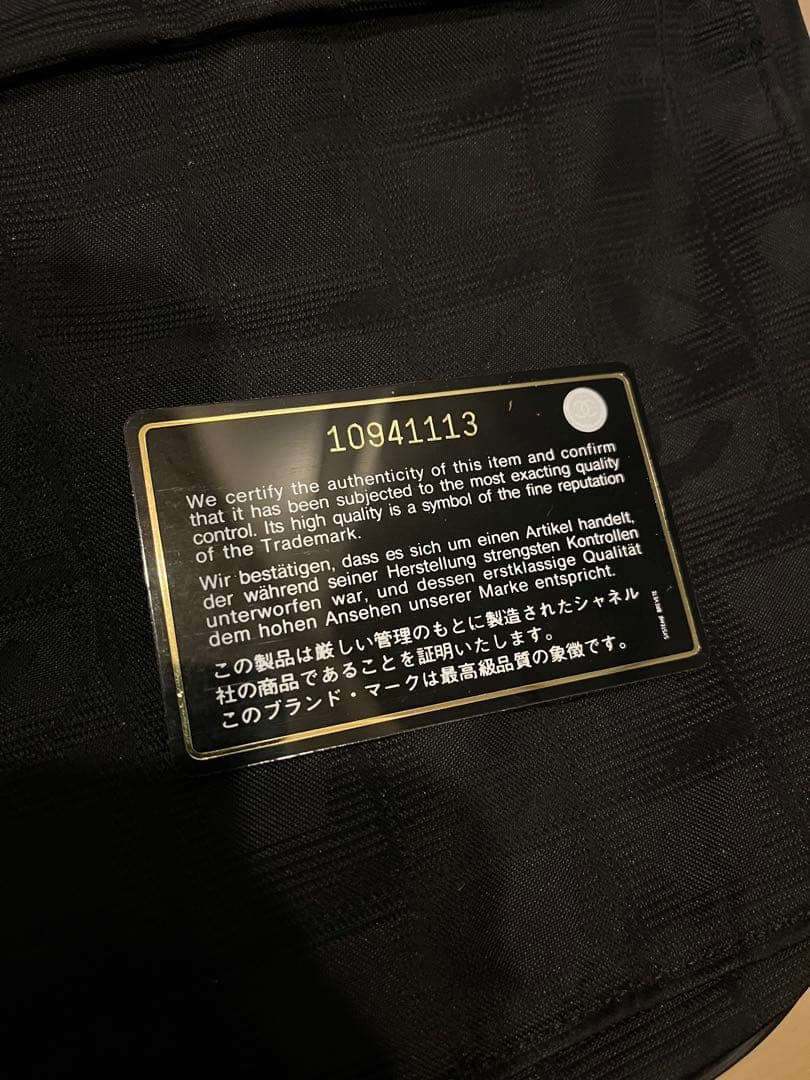 10941113
We certify the authenticity of this item and confirm
that it has been subjected to the most exacting quality
control. Its high quality is a symbol of the fine reputation
of the Trademark.
Wir bestätigen, dass es sich um einen Artikel handelt,
der während seiner Herstellung strengsten Kontrollen
unterworfen war, und dessen erstklassige Qualität
dem hohen Ansehen unserer Marke entspricht.
この製品は厳しい管理のもとに製造されたシャネル
社の商品であることを証明いたします。
このブランド・マークは最高級品質の象徴です。
SYSTEME BREVETE